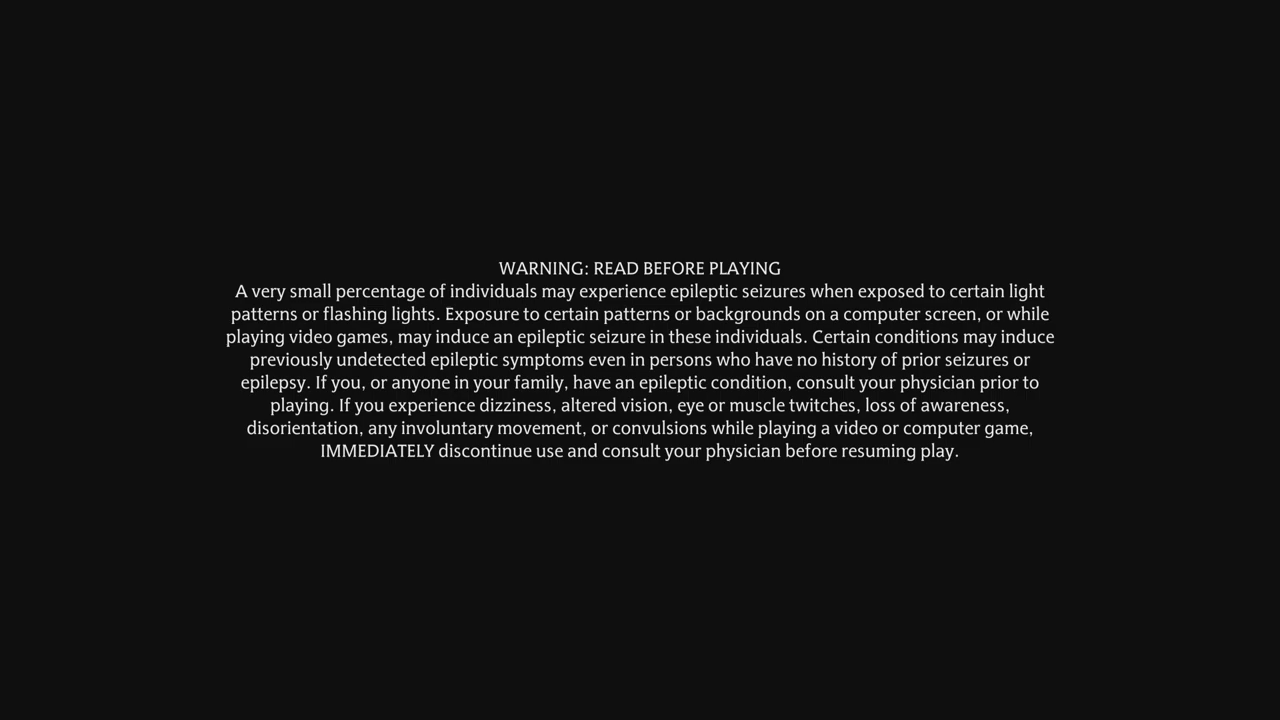 WARNING: READ BEFORE PLAYING
A very small percentage of individuals may experience epileptic seizures when exposed to certain light
patterns or flashing lights. Exposure to certain patterns or backgrounds on a computer screen, or while
playing video games, may induce an epileptic seizure in these individuals. Certain conditions may induce
previously undetected epileptic symptoms even in persons who have no history of prior seizures or
epilepsy. If you, or anyone in your family, have an epileptic condition, consult your physician prior to
playing. If you experience dizziness, altered vision, eye or muscle twitches, loss of awareness,
disorientation, any involuntary movement, or convulsions while playing a video or computer game,
IMMEDIATELY discontinue use and consult your physician before resuming play.